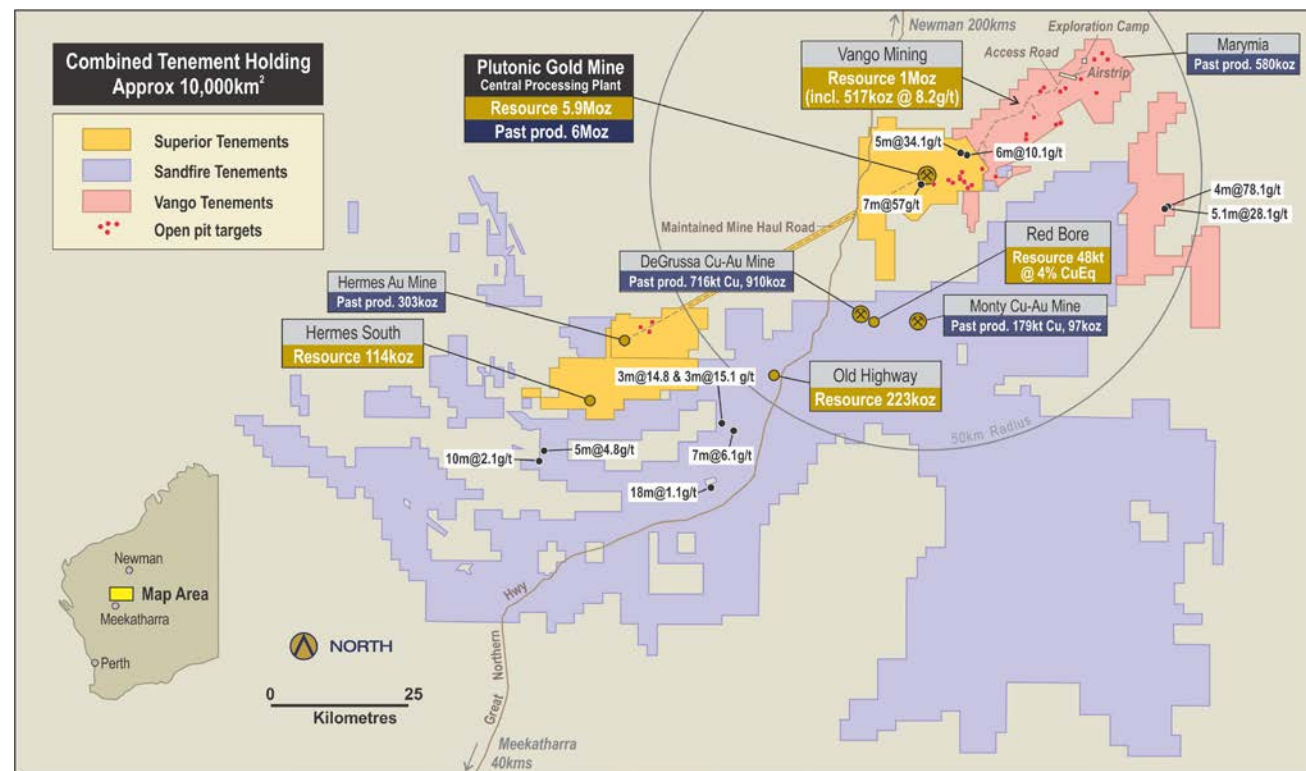 Combined Tenement Holding
Approx 10,000km²
Superior Tenements
Sandfire Tenements
Vango Tenements
Open pit targets
Plutonic Gold Mine
Central Processing Plant
Resource 5.9Moz
Past prod. 6Moz
Newman 200kms
Vango Mining
Resource 1Moz
(incl. 517koz @ 8.2g/t)
Exploration Camp
Access Road
Airstrip
Marymia
Past prod. 580koz
5m@34.1g/t
6m@10.1g/t
7m@57g/t
4m@78.1g/t
5.1m@28.1g/t
Maintained Mine Haul Road
Red Bore
Resource 48kt
@ 4% CuEq
DeGrussa Cu-Au Mine
Past prod. 716kt Cu, 910koz
Hermes Au Mine
Past prod. 303koz
Monty Cu-Au Mine
Past prod. 179kt Cu, 97koz
Hermes South
Resource 114koz
3m@14.8 & 3m@15.1 g/t
Old Highway
Resource 223koz
50km Radius
5m@4.8g/t
10m@2.1g/t
7m@6.1g/t
18m@1.1g/t
Newman
Map Area
Meekatharra
Perth
NORTH
0 25
Kilometres
Great Northern Hwy
Meekatharra
40kms